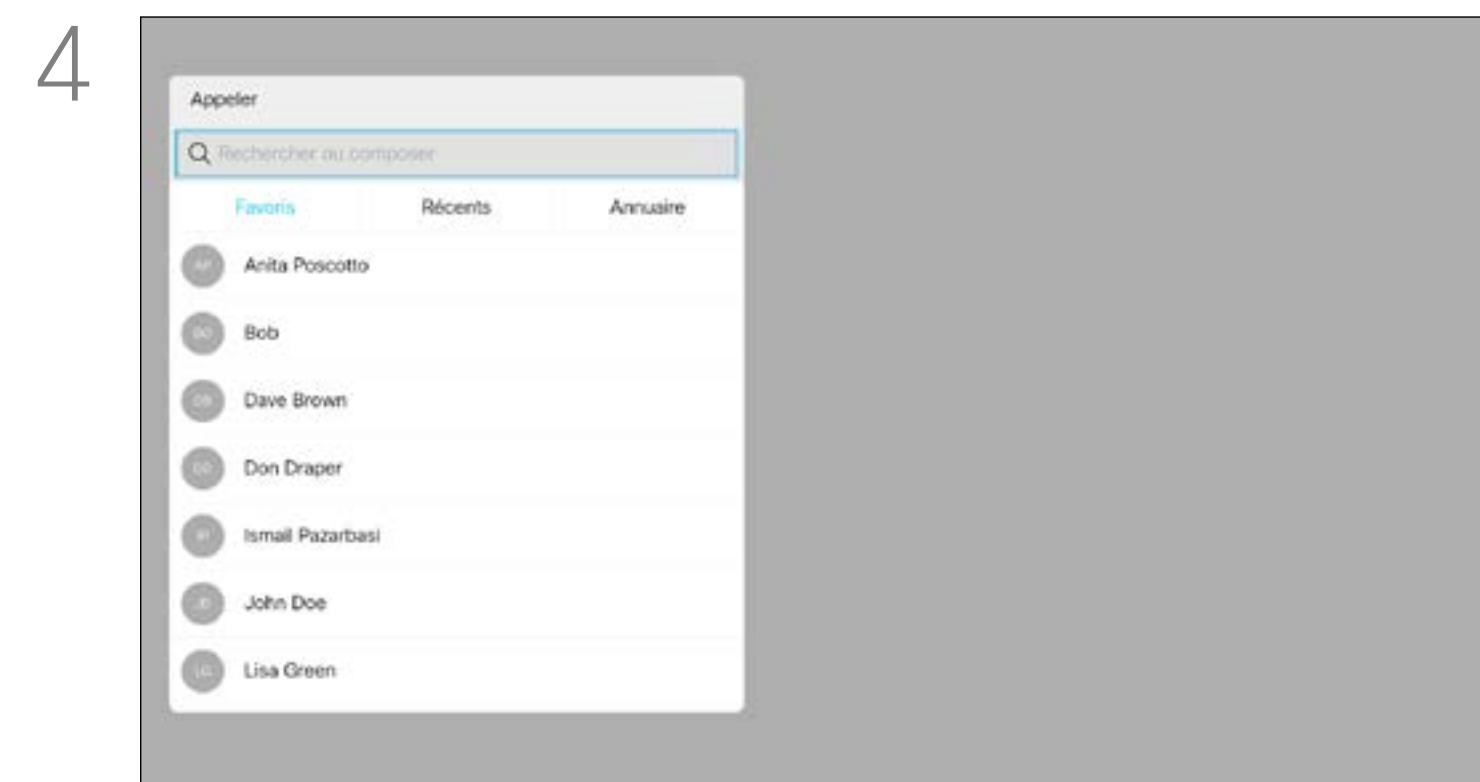 4
Appeler
Rechercher ou composer
Favoris Récents Annuaire
Anita Poscotto
Bob
Dave Brown
Don Draper
Ismail Pazarbasi
John Doe
Lisa Green